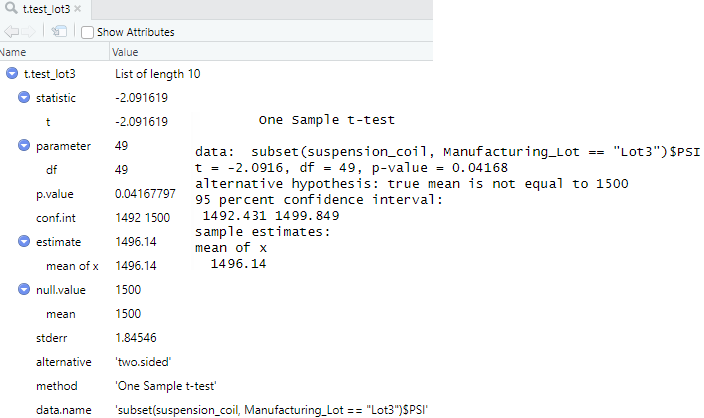 t.test_lot3
Show Attributes
Name Value
t.test_lot3 List of length 10
statistic -2.091619
t -2.091619
parameter 49
df 49
p.value 0.04167797
conf.int 1492 1500
estimate 1496.14
mean of x 1496.14
null.value 1500
mean 1500
stderr 1.84546
alternative 'two.sided'
method 'One Sample t-test'
data.name 'subset(suspension_coil, Manufacturing_Lot == "Lot3")$PSI'
One Sample t-test
data: subset(suspension_coil, Manufacturing_Lot == "Lot3")$PSI
t = -2.0916, df = 49, p-value = 0.04168
alternative hypothesis: true mean is not equal to 1500
95 percent confidence interval:
1492.431 1499.849
sample estimates:
mean of x
1496.14